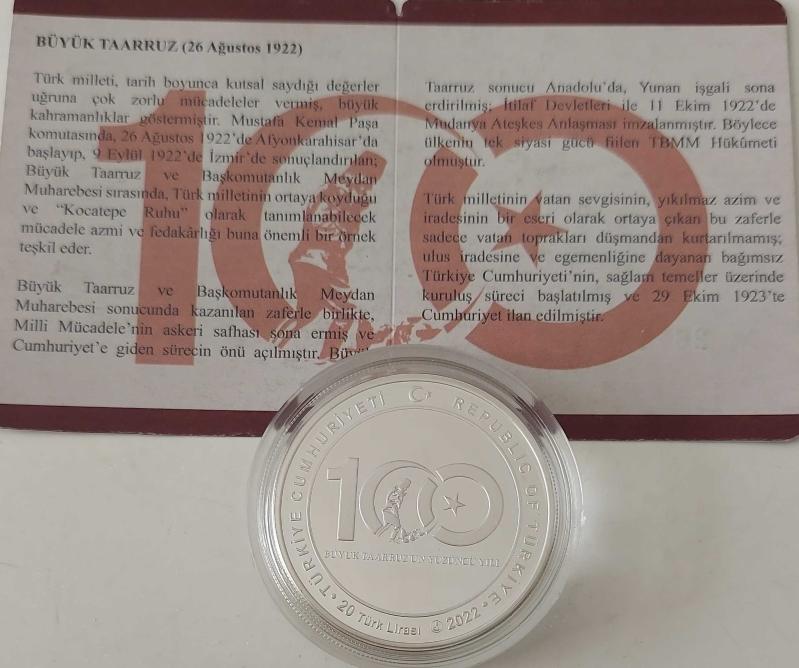 BÜYÜK TAARRUZ (26 Ağustos 1922)
Türk milleti, tarih boyunca kutsal saydığı değerler
uğruna çok zorlu mücadeleler vermiş, büyük
kahramanlıklar göstermiştir. Mustafa Kemal Paşa
komutasında, 26 Ağustos 1922'de Afyonkarahisar'da
başlayıp, 9 Eylül 1922'de İzmir'de sonuçlandırılan;
Büyük Taarruz ve Başkomutanlık Meydan
Muharebesi sırasında, Türk milletinin ortaya koyduğu
ve "Kocatepe Ruhu" olarak tanımlanabilecek
mücadele azmi ve fedakârlığı buna önemli bir örnek
teşkil eder.
Büyük Taarruz ve Başkomutanlık Meydan
Muharebesi sonucunda kazanılan zaferle birlikte,
Milli Mücadele'nin askeri safhası sona ermiş ve
Cumhuriyet'e giden sürecin önü açılmıştır. Büyük
Taarruz sonucu Anadolu'da, Yunan işgali sona
erdirilmiş; İtilaf Devletleri ile 11 Ekim 1922'de
Mudanya Ateşkes Anlaşması imzalanmıştır. Böylece
ülkenin tek siyasi gücü fiilen TBMM Hükûmeti
olmuştur.
Türk milletinin vatan sevgisinin, yıkılmaz azim ve
iradesinin bir eseri olarak ortaya çıkan bu zaferle
sadece vatan toprakları düşmandan kurtarılmamış;
ulus iradesine ve egemenliğine dayanan bağımsız
Türkiye Cumhuriyeti'nin, sağlam temeller üzerinde
kuruluş süreci başlatılmış ve 29 Ekim 1923'te
Cumhuriyet ilan edilmiştir.
100
TÜRKİYE CUMHURİYETİ
REPUBLIC OF TÜRKİYE
100
BÜYÜK TAARRUZ'UN YÜZÜNCÜ YILI
20 Türk Lirası 2022